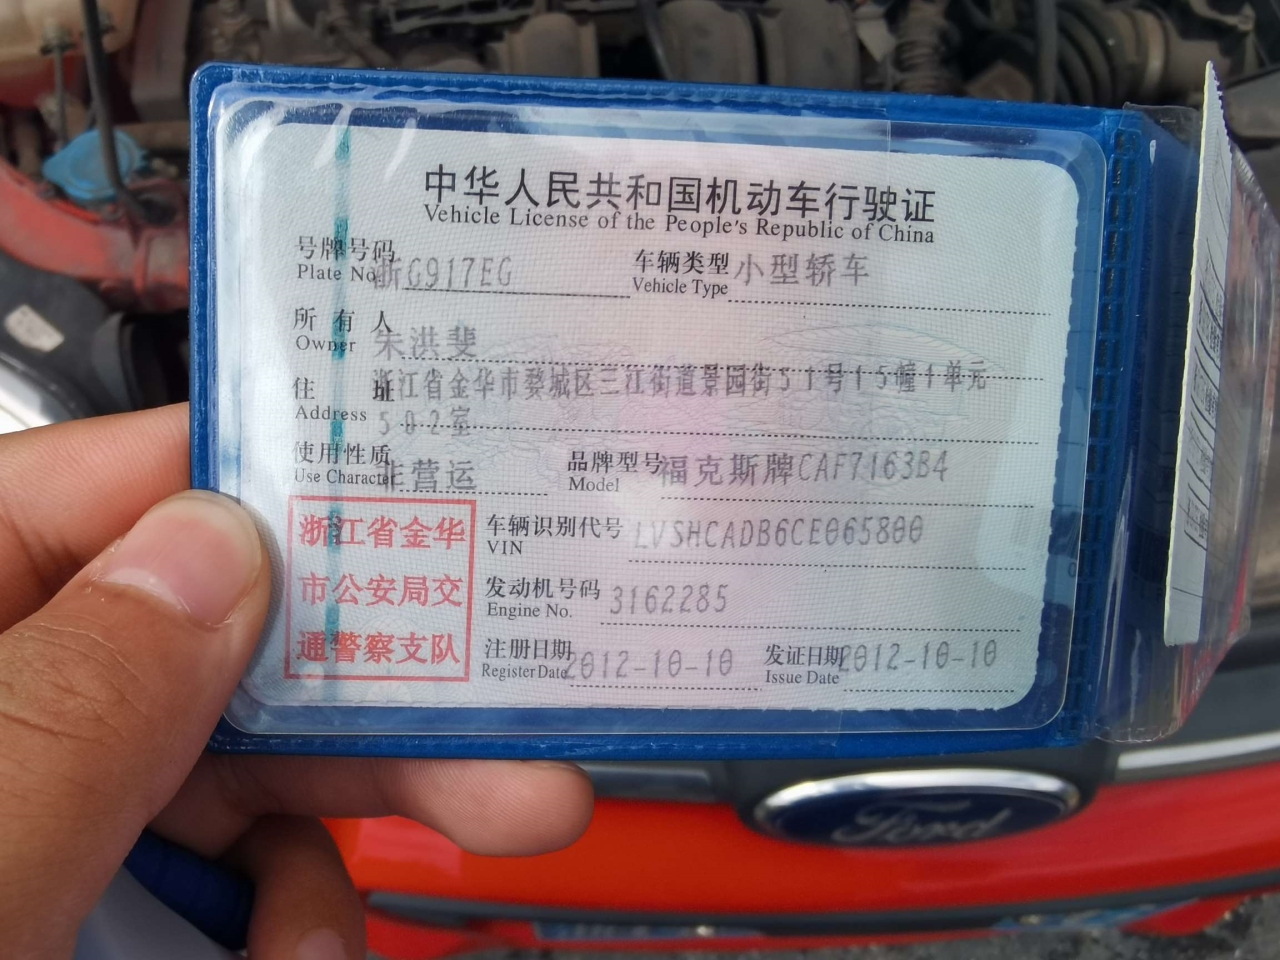 中华人民共和国机动车行驶证
Vehicle License of the People's Republic of China
号牌号码 浙G917EG 车辆类型 小型轿车
Plate No. Vehicle Type
所有人 朱洪斐
Owner
住址 浙江省金华市婺城区三江街道景园街51号15幢1单元
Address 502室
使用性质 非营运 品牌型号 福克斯牌CAF7163B4
Use Character Model
浙江省金华
市公安局交
通警察支队
车辆识别代号 LVSHCADB6CE065800
VIN
发动机号码 3162285
Engine No.
注册日期 2012-10-10 发证日期 2012-10-10
Register Date Issue Date
Ford